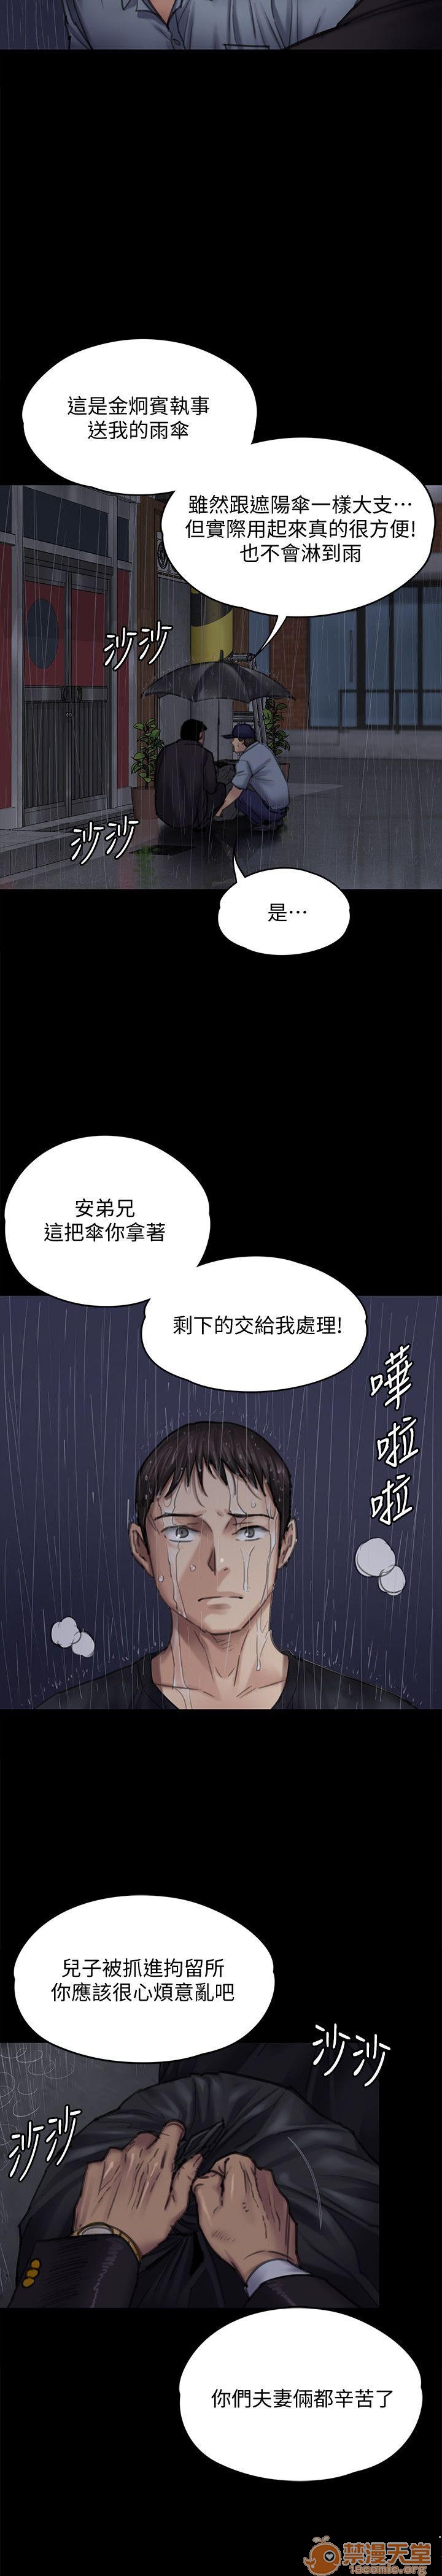 這是金炯賓執事
送我的雨傘
雖然跟遮陽傘一樣大支⋯
但實際用起來真的很方便!
也不會淋到雨
沙沙
沙沙
是⋯
安弟兄
這把傘你拿著
剩下的交給我處理!
嘩啦啦
兒子被抓進拘留所
你應該很心煩意亂吧
沙沙
沙沙
你們夫妻倆都辛苦了
禁漫天堂
18comic.org